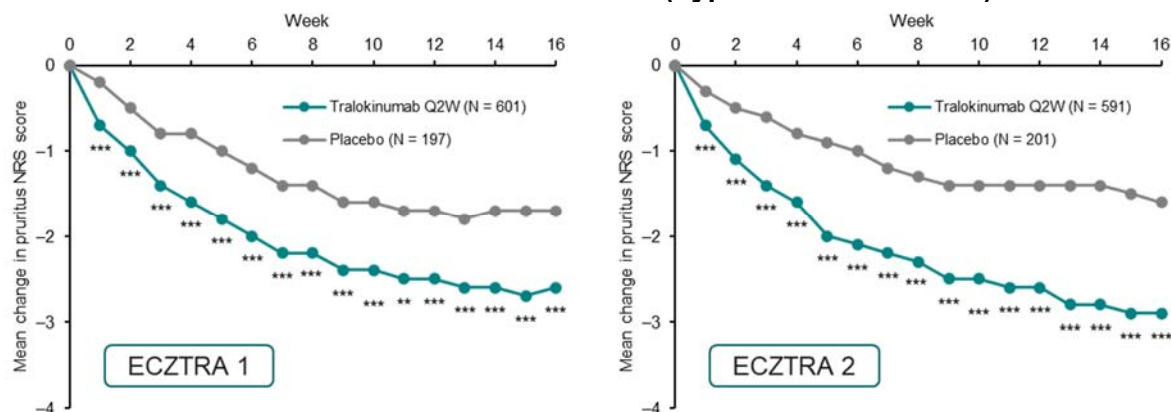 Week
0 2 4 6 8 10 12 14 16
0
−1
−2
−3
−4
Mean change in pruritus NRS score
Tralokinumab Q2W (N = 601)
Placebo (N = 197)
*** *** *** *** *** *** *** *** *** *** ** *** *** *** *** ***
ECZTRA 1
Week
0 2 4 6 8 10 12 14 16
0
−1
−2
−3
−4
Mean change in pruritus NRS score
Tralokinumab Q2W (N = 591)
Placebo (N = 201)
*** *** *** *** *** *** *** *** *** *** *** *** *** *** *** ***
ECZTRA 2